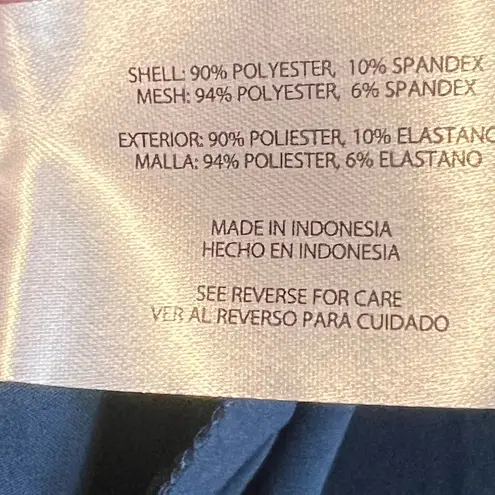 SHELL: 90% POLYESTER, 10% SPANDEX
MESH: 94% POLYESTER, 6% SPANDEX
EXTERIOR: 90% POLIESTER, 10% ELASTANO
MALLA: 94% POLIESTER, 6% ELASTANO
MADE IN INDONESIA
HECHO EN INDONESIA
SEE REVERSE FOR CARE
VER AL REVERSO PARA CUIDADO